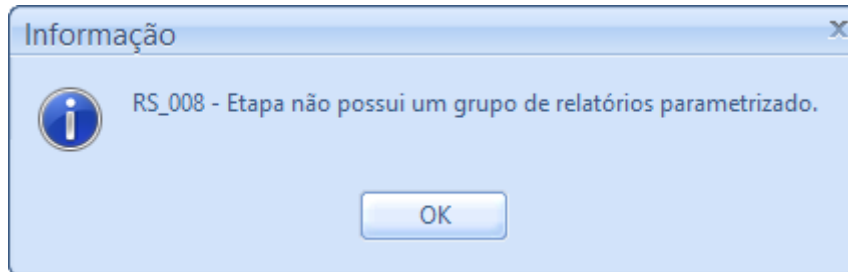 Informação
RS_008 - Etapa não possui um grupo de relatórios parametrizado.
OK